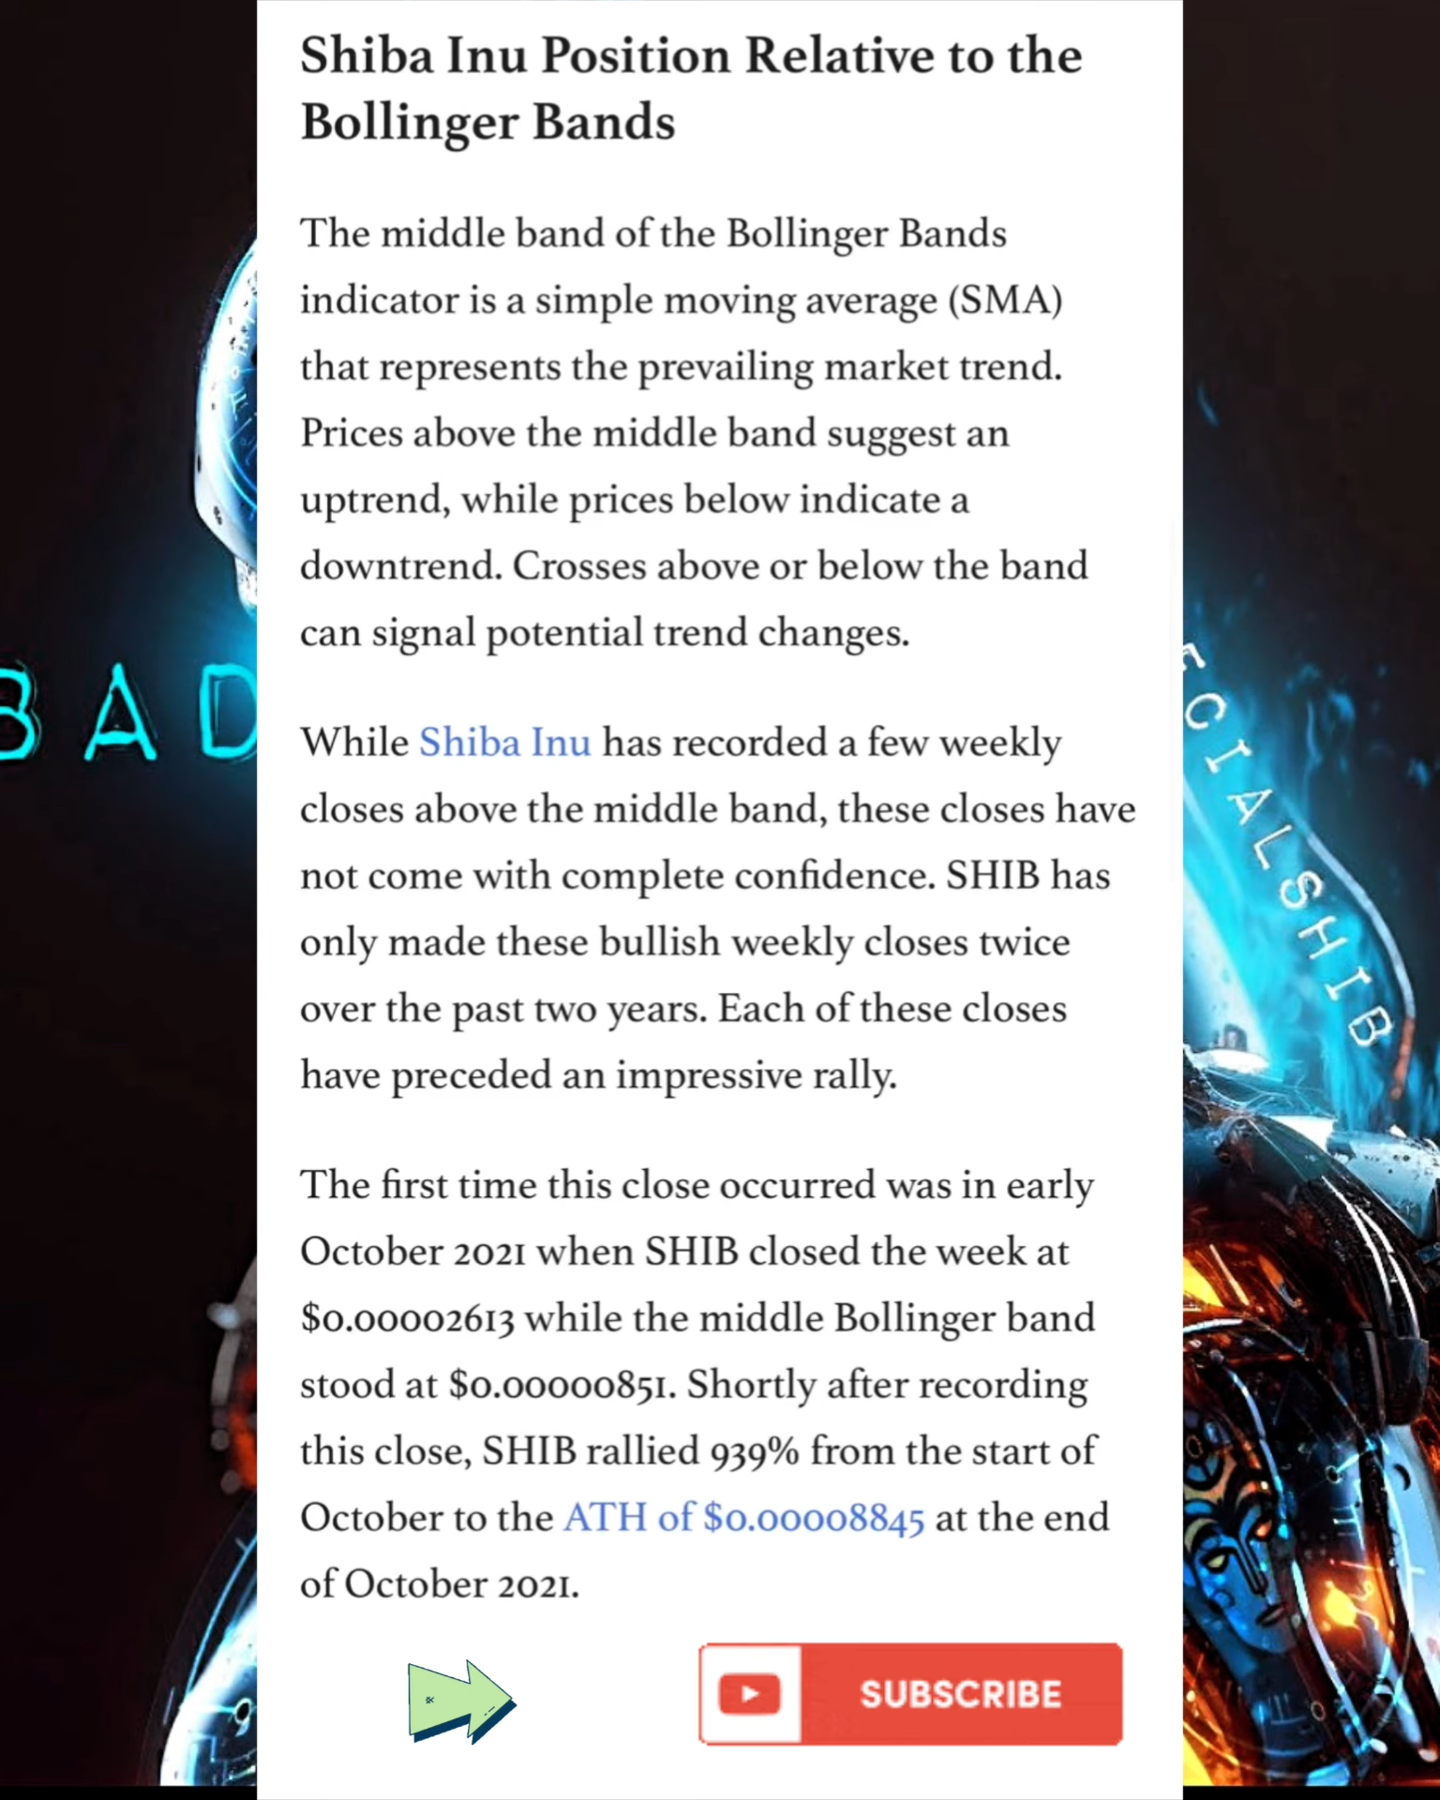 Shiba Inu Position Relative to the
Bollinger Bands
The middle band of the Bollinger Bands
indicator is a simple moving average (SMA)
that represents the prevailing market trend.
Prices above the middle band suggest an
uptrend, while prices below indicate a
downtrend. Crosses above or below the band
can signal potential trend changes.
While Shiba Inu has recorded a few weekly
closes above the middle band, these closes have
not come with complete confidence. SHIB has
only made these bullish weekly closes twice
over the past two years. Each of these closes
have preceded an impressive rally.
The first time this close occurred was in early
October 2021 when SHIB closed the week at
$0.00002613 while the middle Bollinger band
stood at $0.00000851. Shortly after recording
this close, SHIB rallied 939% from the start of
October to the ATH of $0.00008845 at the end
of October 2021.
SUBSCRIBE
BAD
ECIALSHIB